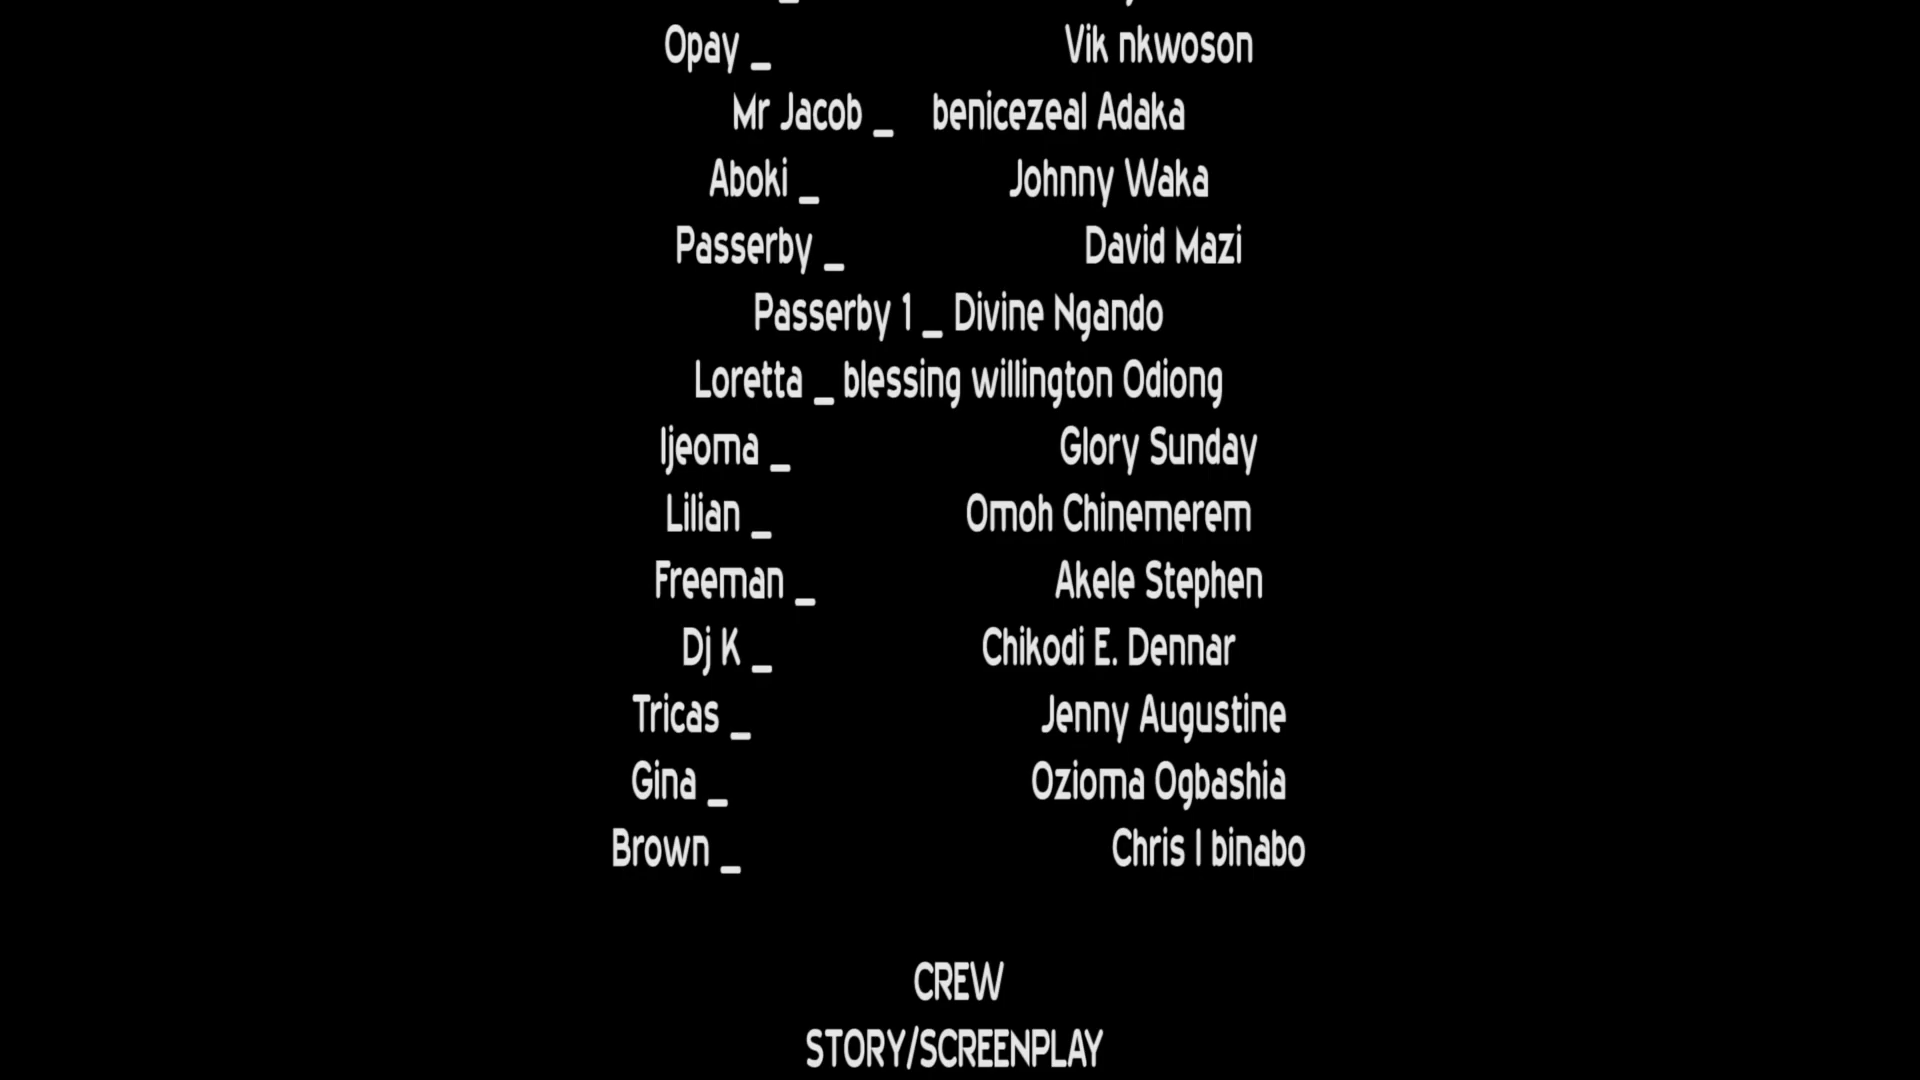 Opay _ Vik nkwoson
Mr Jacob _ benicezeal Adaka
Aboki _ Johnny Waka
Passerby _ David Mazi
Passerby 1 _ Divine Ngando
Loretta _ blessing willington Odiong
Ijeoma _ Glory Sunday
Lilian _ Omoh Chinemerem
Freeman _ Akele Stephen
Dj K _ Chikodi E. Dennar
Tricas _ Jenny Augustine
Gina _ Ozioma Ogbashia
Brown _ Chris I binabo
CREW
STORY/SCREENPLAY